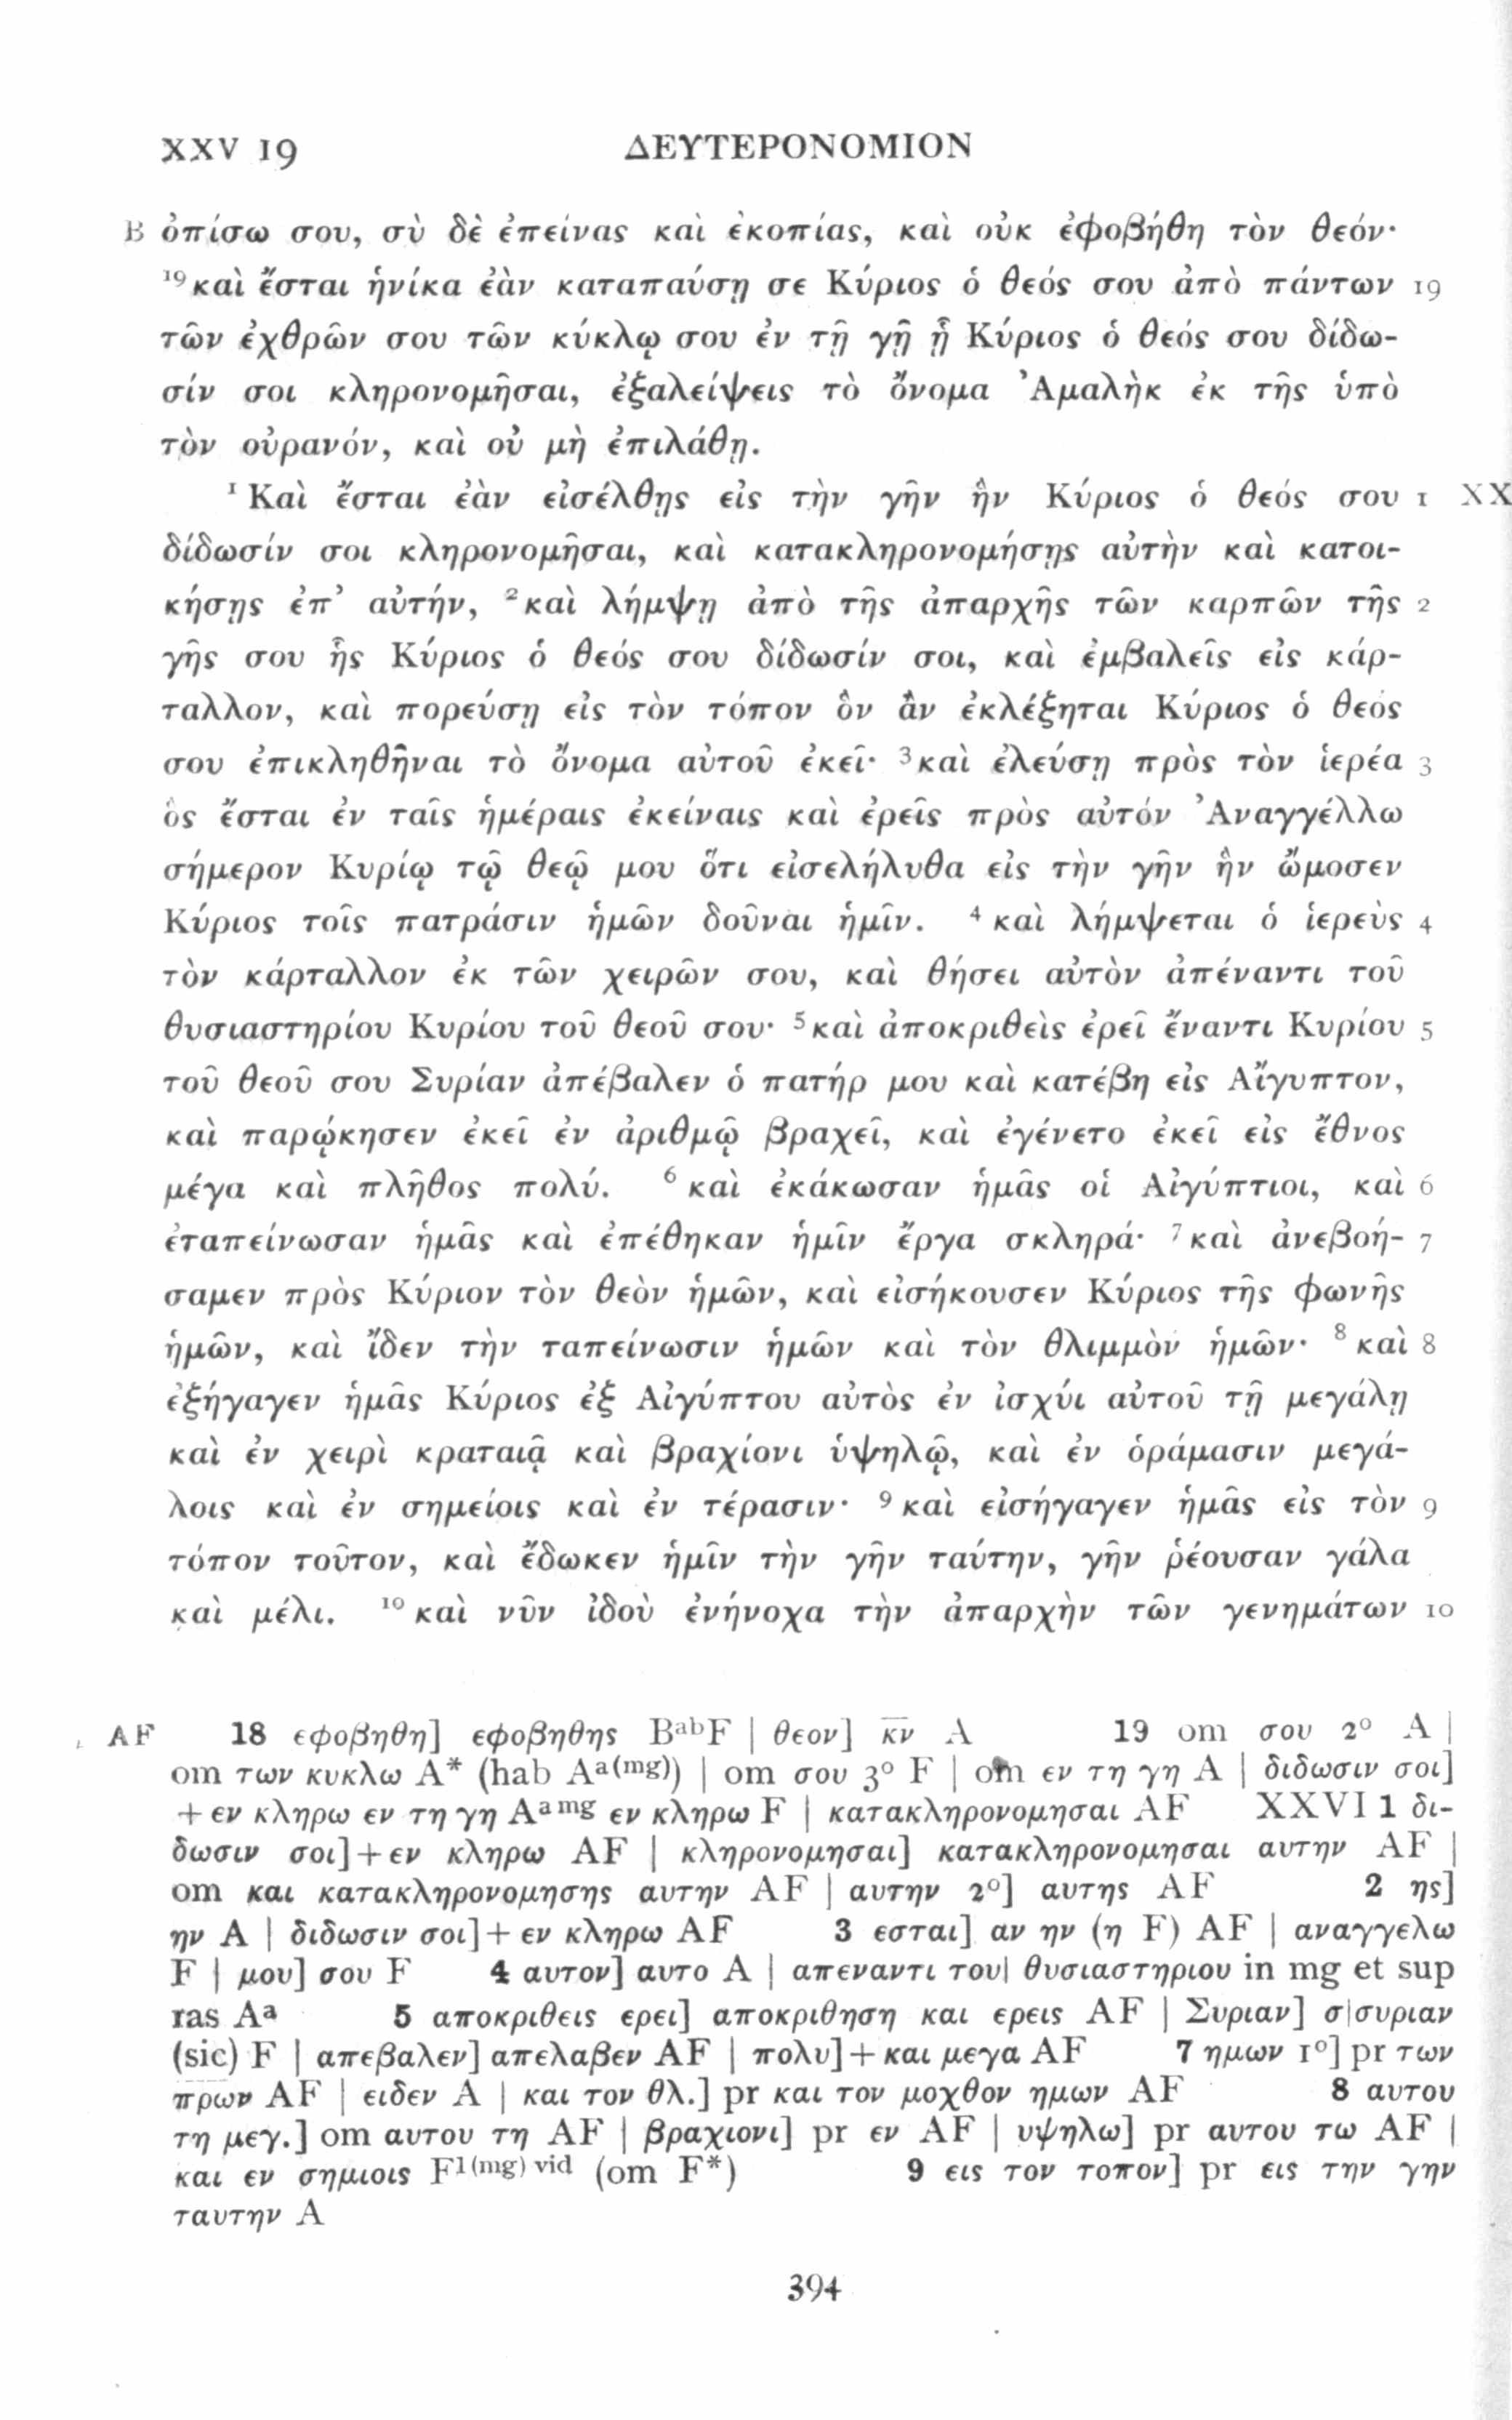 XXV 19 ΔΕΥΤΕΡΟΝΟΜΙΟΝ
B ὀπίσω σου, σὺ δὲ ἐπείνας καὶ ἐκοπίας, καὶ οὐκ ἐφοβήθη τὸν θεόν·
¹⁹καὶ ἔσται ἡνίκα ἐὰν καταπαύσῃ σε Κύριος ὁ θεός σου ἀπὸ πάντων 19
τῶν ἐχθρῶν σου τῶν κύκλῳ σου ἐν τῇ γῇ ᾗ Κύριος ὁ θεός σου δίδω-
σίν σοι κληρονομῆσαι, ἐξαλείψεις τὸ ὄνομα Ἀμαλὴκ ἐκ τῆς ὑπὸ
τὸν οὐρανόν, καὶ οὐ μὴ ἐπιλάθῃ.
¹ Καὶ ἔσται ἐὰν εἰσέλθῃς εἰς τὴν γῆν ἣν Κύριος ὁ θεός σου 1 XX
δίδωσίν σοι κληρονομῆσαι, καὶ κατακληρονομήσῃς αὐτὴν καὶ κατοι-
κήσῃς ἐπ’ αὐτήν, ²καὶ λήμψῃ ἀπὸ τῆς ἀπαρχῆς τῶν καρπῶν τῆς 2
γῆς σου ἧς Κύριος ὁ θεός σου δίδωσίν σοι, καὶ ἐμβαλεῖς εἰς κάρ-
ταλλον, καὶ πορεύσῃ εἰς τὸν τόπον ὃν ἂν ἐκλέξηται Κύριος ὁ θεός
σου ἐπικληθῆναι τὸ ὄνομα αὐτοῦ ἐκεῖ· ³καὶ ἐλεύσῃ πρὸς τὸν ἱερέα 3
ὃς ἔσται ἐν ταῖς ἡμέραις ἐκείναις καὶ ἐρεῖς πρὸς αὐτόν Ἀναγγέλλω
σήμερον Κυρίῳ τῷ θεῷ μου ὅτι εἰσελήλυθα εἰς τὴν γῆν ἣν ὤμοσεν
Κύριος τοῖς πατράσιν ἡμῶν δοῦναι ἡμῖν. ⁴καὶ λήμψεται ὁ ἱερεὺς 4
τὸν κάρταλλον ἐκ τῶν χειρῶν σου, καὶ θήσει αὐτὸν ἀπέναντι τοῦ
θυσιαστηρίου Κυρίου τοῦ θεοῦ σου· ⁵καὶ ἀποκριθεὶς ἐρεῖ ἔναντι Κυρίου 5
τοῦ θεοῦ σου Συρίαν ἀπέβαλεν ὁ πατήρ μου καὶ κατέβη εἰς Αἴγυπτον,
καὶ παρῴκησεν ἐκεῖ ἐν ἀριθμῷ βραχεῖ, καὶ ἐγένετο ἐκεῖ εἰς ἔθνος
μέγα καὶ πλῆθος πολύ. ⁶καὶ ἐκάκωσαν ἡμᾶς οἱ Αἰγύπτιοι, καὶ 6
ἐταπείνωσαν ἡμᾶς καὶ ἐπέθηκαν ἡμῖν ἔργα σκληρά· ⁷καὶ ἀνεβοή- 7
σαμεν πρὸς Κύριον τὸν θεὸν ἡμῶν, καὶ εἰσήκουσεν Κύριος τῆς φωνῆς
ἡμῶν, καὶ ἴδεν τὴν ταπείνωσιν ἡμῶν καὶ τὸν θλιμμὸν ἡμῶν· ⁸καὶ 8
ἐξήγαγεν ἡμᾶς Κύριος ἐξ Αἰγύπτου αὐτὸς ἐν ἰσχύι αὐτοῦ τῇ μεγάλῃ
καὶ ἐν χειρὶ κραταιᾷ καὶ βραχίονι ὑψηλῷ, καὶ ἐν ὁράμασιν μεγά-
λοις καὶ ἐν σημείοις καὶ ἐν τέρασιν· ⁹καὶ εἰσήγαγεν ἡμᾶς εἰς τὸν 9
τόπον τοῦτον, καὶ ἔδωκεν ἡμῖν τὴν γῆν ταύτην, γῆν ῥέουσαν γάλα
καὶ μέλι. ¹⁰καὶ νῦν ἰδοὺ ἐνήνοχα τὴν ἀπαρχὴν τῶν γενημάτων 10
AF 18 εφοβηθη] εφοβηθης BᵃᵇF | θεον] κ̅ν̅ A 19 om σου 2° A |
om των κυκλω A* (hab Aᵃ⁽ᵐᵍ⁾) | om σου 3° F | om εν τη γη A | διδωσιν σοι]
+ εν κληρω εν τη γη Aᵃᵐᵍ εν κληρω F | κατακληρονομησαι AF XXVI 1 δι-
δωσιν σοι]+εν κληρω AF | κληρονομησαι] κατακληρονομησαι αυτην AF |
om και κατακληρονομησης αυτην AF | αυτην 2°] αυτης AF 2 ης]
ην A | διδωσιν σοι]+ εν κληρω AF 3 εσται] αν ην (η F) AF | αναγγελω
F | μου] σου F 4 αυτον] αυτο A | απεναντι του| θυσιαστηριου in mg et sup
ras Aᵃ 5 αποκριθεις ερει] αποκριθηση και ερεις AF | Συριαν] σ|συριαν
(sic) F | απεβαλεν] απελαβεν AF | πολυ]+ και μεγα AF 7 ημων 1°] pr των
π̅ρ̅ω̅ν̅ AF | ειδεν A | και τον θλ.] pr και τον μοχθον ημων AF 8 αυτου
τη μεγ.] om αυτου τη AF | βραχιονι] pr εν AF | υψηλω] pr αυτου τω AF |
και εν σημιοις F¹⁽ᵐᵍ⁾ ᵛⁱᵈ (om F*) 9 εις τον τοπον] pr εις την γην
ταυτην A
394